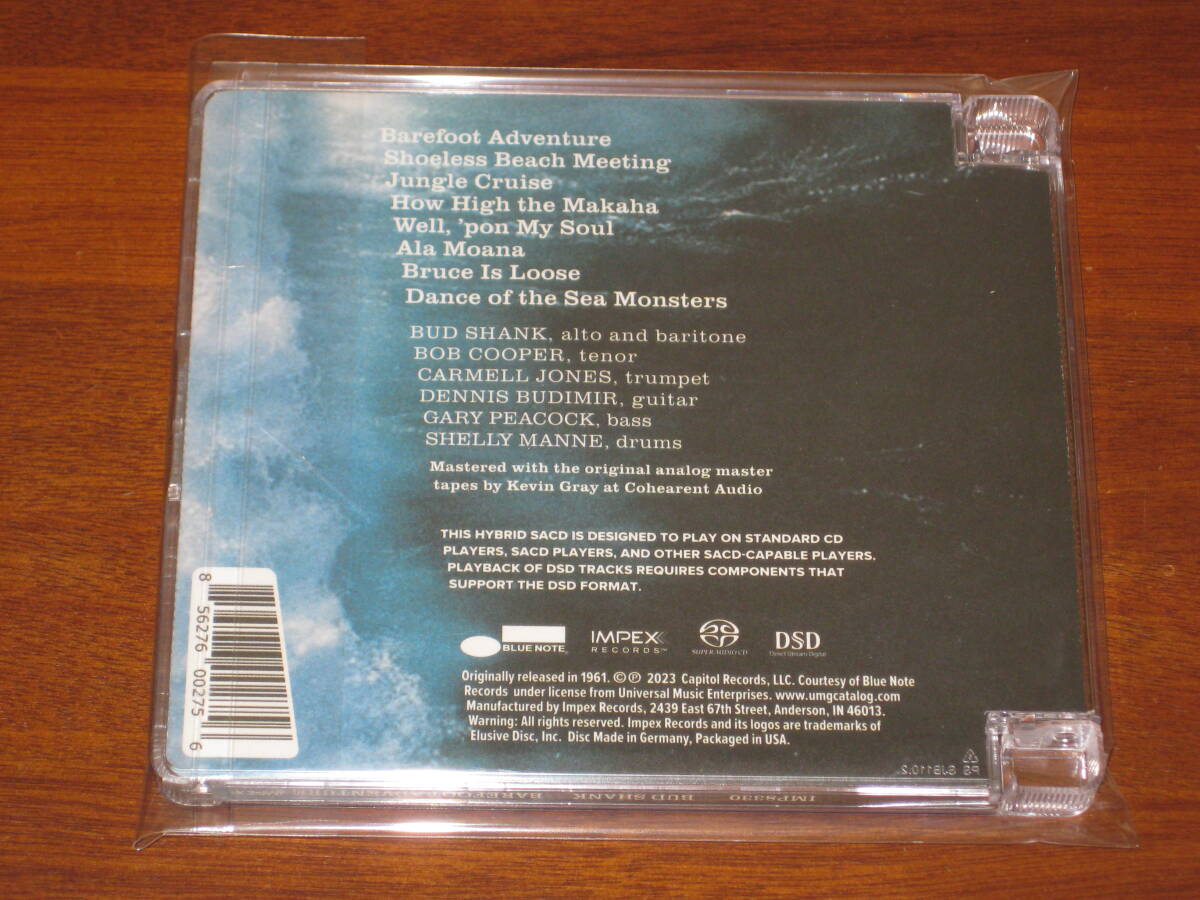 Barefoot Adventure
Shoeless Beach Meeting
Jungle Cruise
How High the Makaha
Well, 'pon My Soul
Ala Moana
Bruce Is Loose
Dance of the Sea Monsters
BUD SHANK, alto and baritone
BOB COOPER, tenor
CARMELL JONES, trumpet
DENNIS BUDIMIR, guitar
GARY PEACOCK, bass
SHELLY MANNE, drums
Mastered with the original analog master
tapes by Kevin Gray at Cohearent Audio
THIS HYBRID SACD IS DESIGNED TO PLAY ON STANDARD CD
PLAYERS, SACD PLAYERS, AND OTHER SACD-CAPABLE PLAYERS.
PLAYBACK OF DSD TRACKS REQUIRES COMPONENTS THAT
SUPPORT THE DSD FORMAT.
BLUE NOTE
IMPEX
RECORDS™
SUPER AUDIO CD
DSD
Direct Stream Digital
Originally released in 1961. ©℗ 2023 Capitol Records, LLC. Courtesy of Blue Note
Records under license from Universal Music Enterprises. www.umgcatalog.com
Manufactured by Impex Records, 2439 East 67th Street, Anderson, IN 46013.
Warning: All rights reserved. Impex Records and its logos are trademarks of
Elusive Disc, Inc. Disc Made in Germany, Packaged in USA.
8 56276 00275 6
BUD SHANK